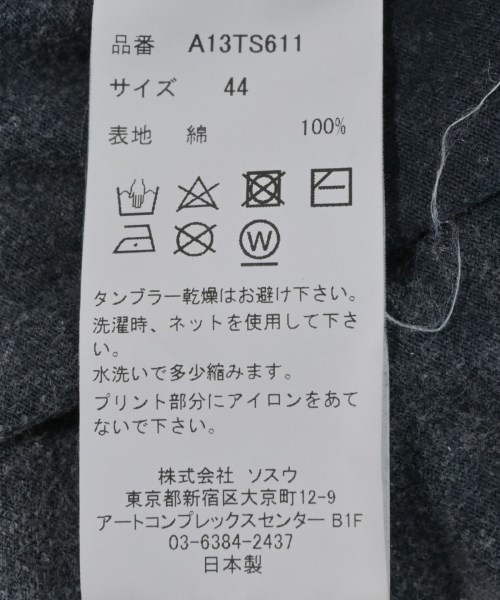 品番 A13TS611
サイズ 44
表地 綿 100%
W
タンブラー乾燥はお避け下さい。
洗濯時、ネットを使用して下さ
い。
水洗いで多少縮みます。
プリント部分にアイロンをあて
ないで下さい。
株式会社 ソスウ
東京都新宿区大京町12-9
アートコンプレックスセンター B1F
03-6384-2437
日本製